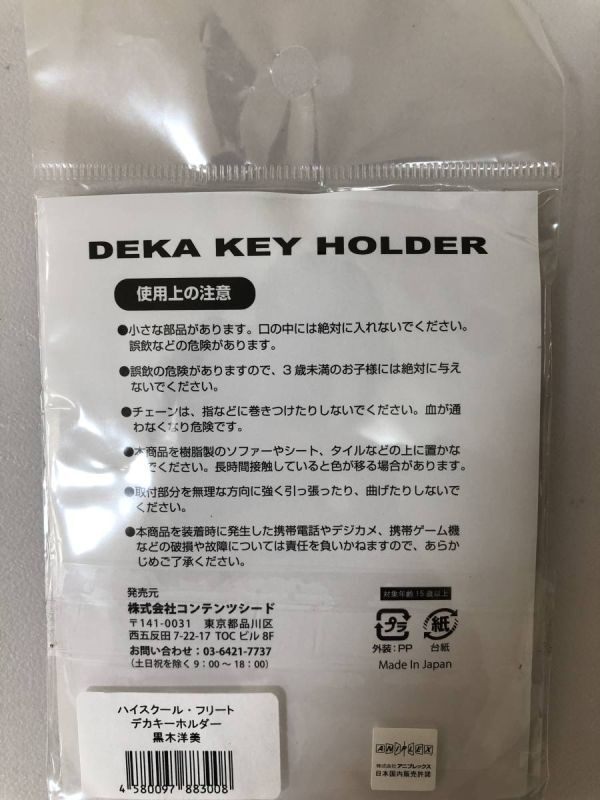 DEKA KEY HOLDER
使用上の注意
●小さな部品があります。口の中には絶対に入れないでください。
誤飲などの危険があります。
●誤飲の危険がありますので、3歳未満のお子様には絶対に与え
ないでください。
●チェーンは、指などに巻きつけたりしないでください。血が通
わなくなり危険です。
●本商品を樹脂製のソファーやシート、タイルなどの上に置かな
いでください。長時間接触していると色が移る場合があります。
●取付部分を無理な方向に強く引っ張ったり、曲げたりしないで
ください。
●本商品を装着時に発生した携帯電話やデジカメ、携帯ゲーム機
などの破損や故障については責任を負いかねますので、あらか
じめご了承ください。
発売元
株式会社コンテンツシード
〒141-0031 東京都品川区
西五反田 7-22-17 TOC ビル 8F
お問い合わせ：03-6421-7737
(土日祝を除く 9：00 〜 18：00)
対象年齢 15 歳以上
プラ
外装：PP
紙
台紙
Made In Japan
ハイスクール・フリート
デカキーホルダー
黒木洋美
4 580097 883008
ANIPLEX
株式会社アニプレックス
日本国内販売許諾